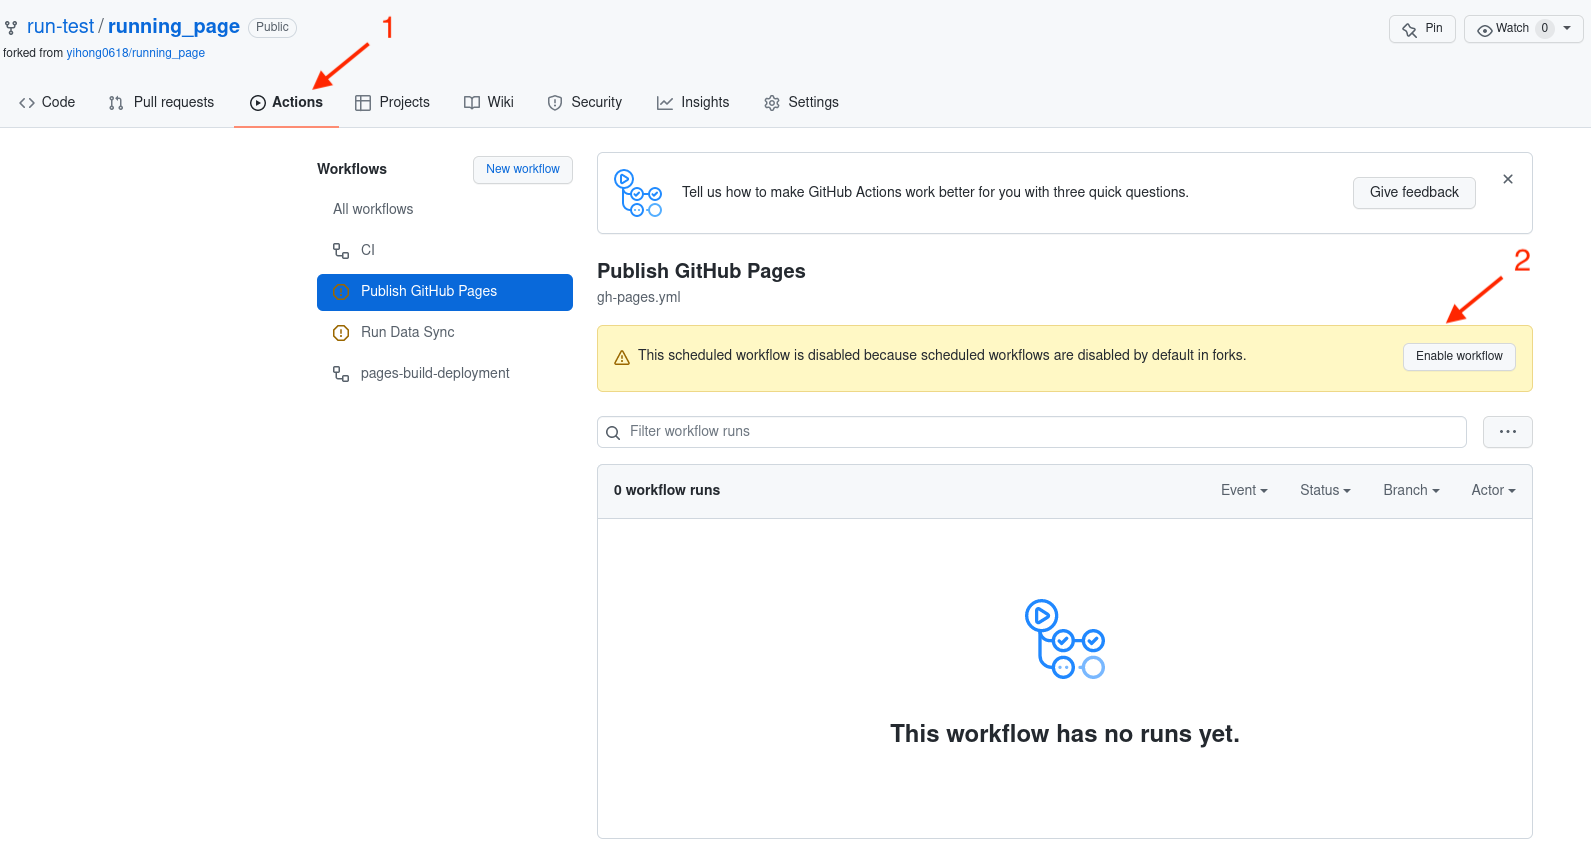 run-test / running_page Public
1
Pin
Watch 0
forked from yihong0618/running_page
Code Pull requests Actions Projects Wiki Security Insights Settings
Workflows
New workflow
All workflows
CI
Publish GitHub Pages
Run Data Sync
pages-build-deployment
Tell us how to make GitHub Actions work better for you with three quick questions.
Give feedback
Publish GitHub Pages
gh-pages.yml
2
This scheduled workflow is disabled because scheduled workflows are disabled by default in forks.
Enable workflow
Filter workflow runs
0 workflow runs
Event Status Branch Actor
This workflow has no runs yet.